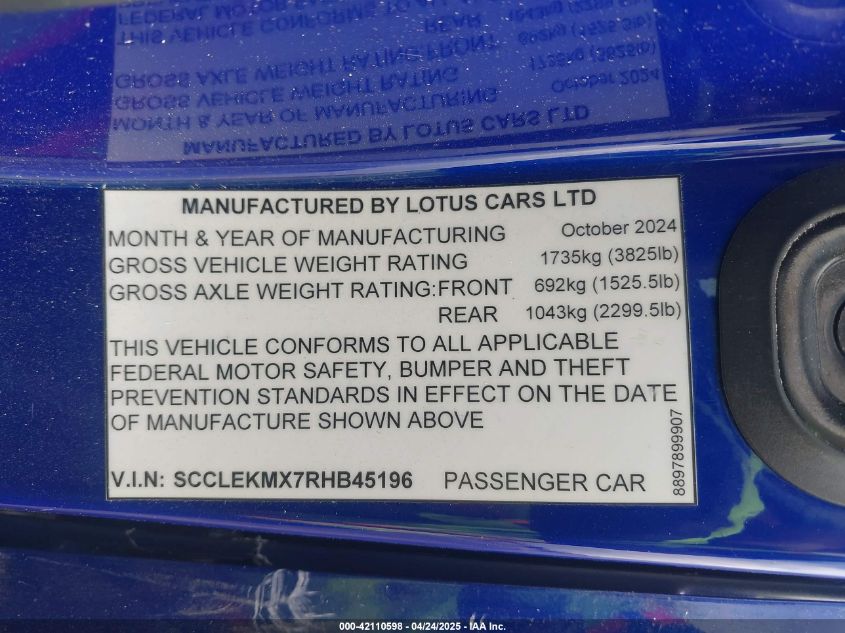 MANUFACTURED BY LOTUS CARS LTD
MONTH & YEAR OF MANUFACTURING October 2024
GROSS VEHICLE WEIGHT RATING 1735kg (3825lb)
GROSS AXLE WEIGHT RATING:FRONT 692kg (1525.5lb)
REAR 1043kg (2299.5lb)
THIS VEHICLE CONFORMS TO ALL APPLICABLE
FEDERAL MOTOR SAFETY, BUMPER AND THEFT
PREVENTION STANDARDS IN EFFECT ON THE DATE
OF MANUFACTURE SHOWN ABOVE
V.I.N: SCCLEKMX7RHB45196 PASSENGER CAR
8897899907
000-42110598 - 04/24/2025 - IAA Inc.